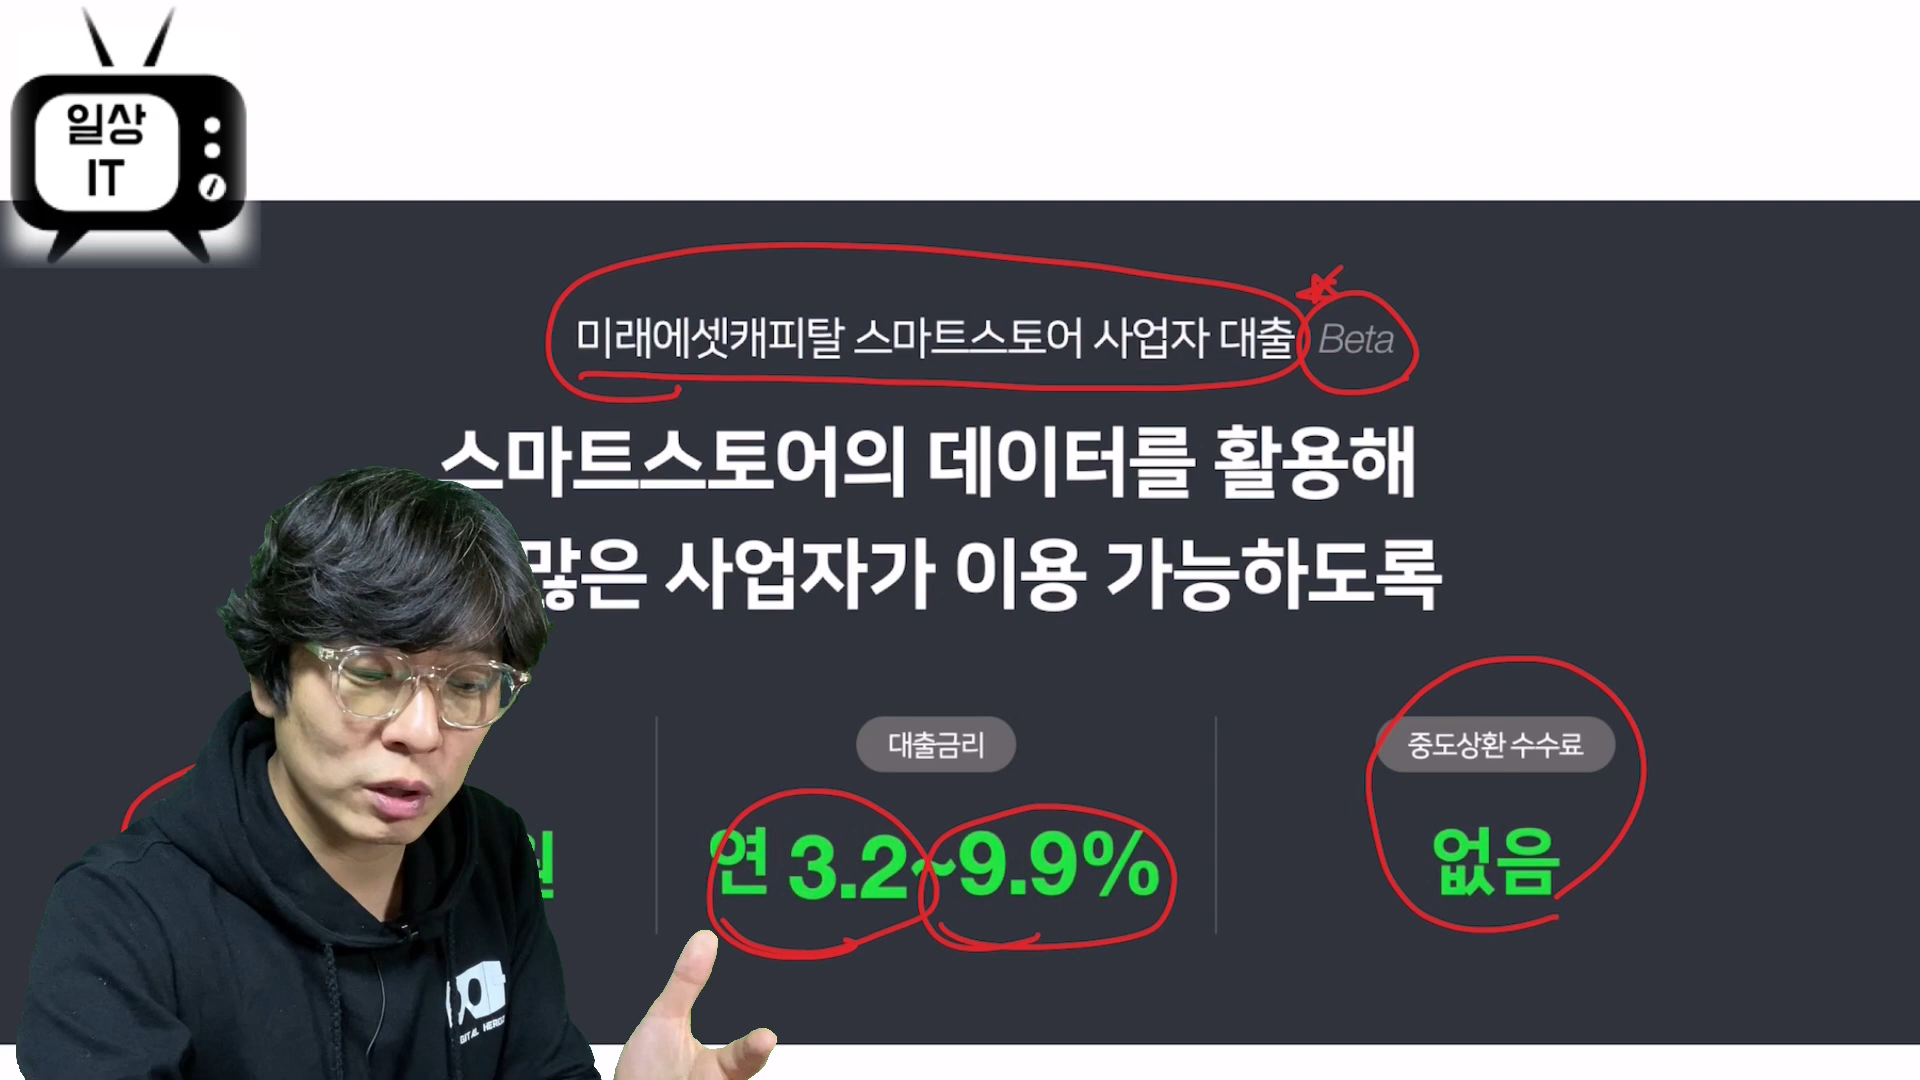 일상
IT
미래에셋캐피탈 스마트스토어 사업자 대출 Beta
스마트스토어의 데이터를 활용해
많은 사업자가 이용 가능하도록
대출금리
중도상환 수수료
원
연 3.2~9.9%
없음